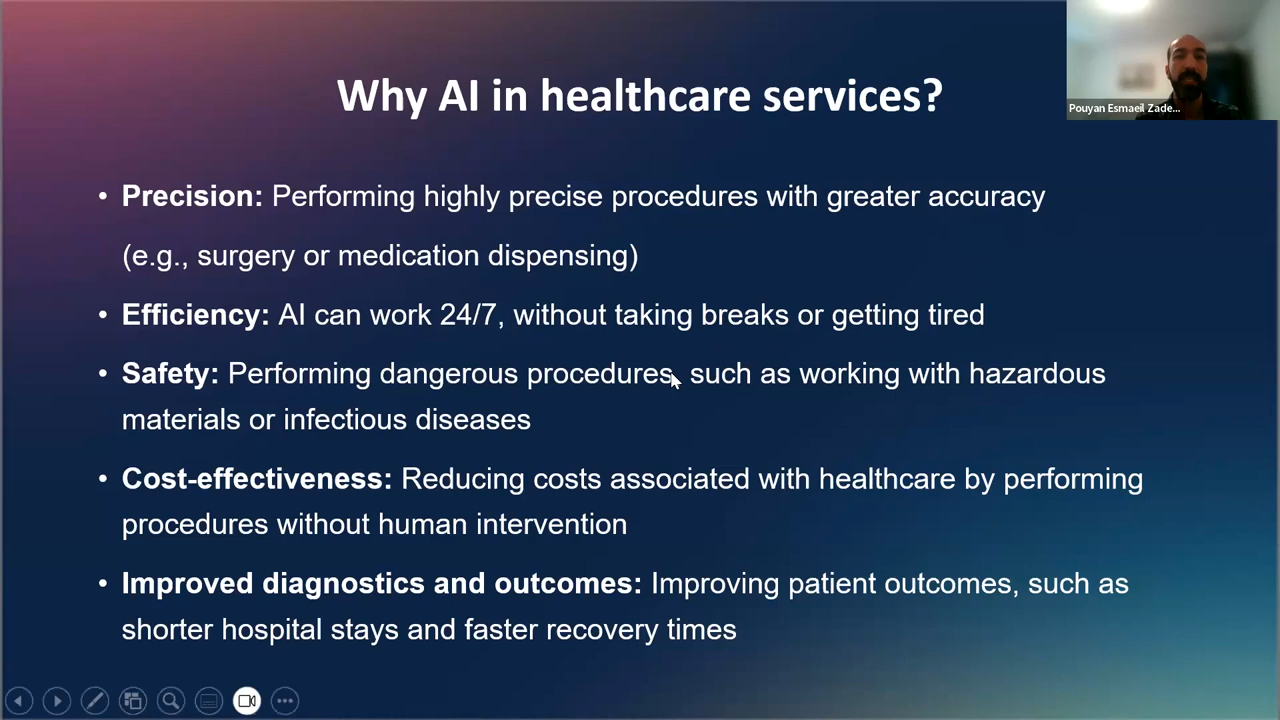 Why AI in healthcare services?
Pouyan Esmaeil Zade...
• Precision: Performing highly precise procedures with greater accuracy
(e.g., surgery or medication dispensing)
• Efficiency: AI can work 24/7, without taking breaks or getting tired
• Safety: Performing dangerous procedures, such as working with hazardous
materials or infectious diseases
• Cost-effectiveness: Reducing costs associated with healthcare by performing
procedures without human intervention
• Improved diagnostics and outcomes: Improving patient outcomes, such as
shorter hospital stays and faster recovery times